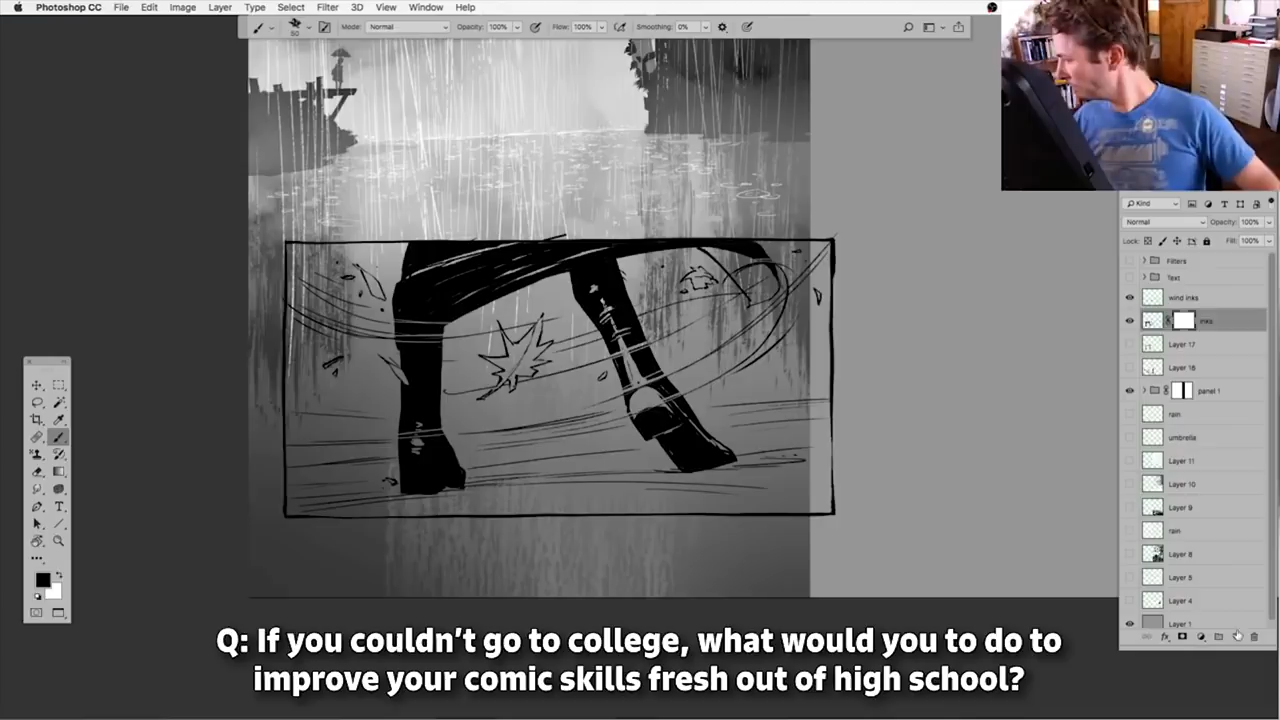 Photoshop CC File Edit Image Layer Type Select Filter 3D View Window Help
50 Mode: Normal Opacity: 100% Flow: 100% Smoothing: 0%
Kind
Normal Opacity: 100%
Lock: Fill: 100%
Filters
Text
wind inks
inks
Layer 17
Layer 16
panel 1
rain
umbrella
Layer 11
Layer 10
Layer 9
rain
Layer 8
Layer 5
Layer 4
Layer 1
Q: If you couldn't go to college, what would you to do to
improve your comic skills fresh out of high school?